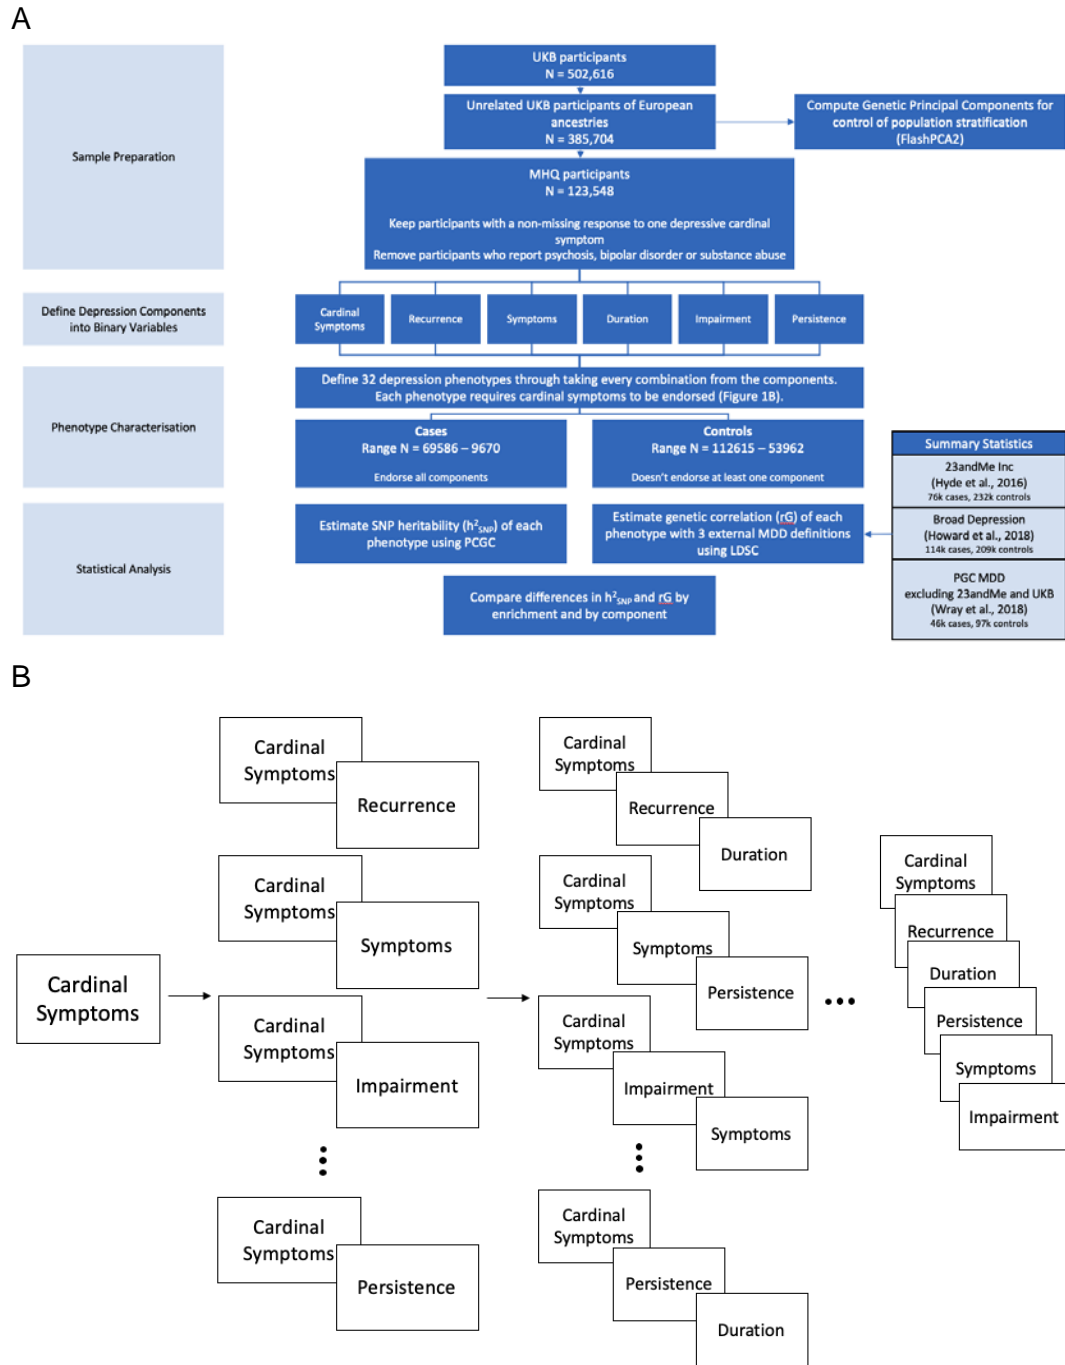 A
Sample Preparation
UKB participants
N = 502,616
Unrelated UKB participants of European
ancestries
N = 385,704
Compute Genetic Principal Components for
control of population stratification
(FlashPCA2)
MHQ participants
N = 123,548
Keep participants with a non-missing response to one depressive cardinal
symptom
Remove participants who report psychosis, bipolar disorder or substance abuse
Define Depression Components
into Binary Variables
Cardinal
Symptoms
Recurrence
Symptoms
Duration
Impairment
Persistence
Phenotype Characterisation
Define 32 depression phenotypes through taking every combination from the components.
Each phenotype requires cardinal symptoms to be endorsed (Figure 1B).
Cases
Range N = 69586 – 9670
Endorse all components
Controls
Range N = 112615 – 53962
Doesn't endorse at least one component
Statistical Analysis
Estimate SNP heritability (h²SNP) of each
phenotype using PCGC
Estimate genetic correlation (rG) of each
phenotype with 3 external MDD definitions
using LDSC
Compare differences in h²SNP and rG by
enrichment and by component
Summary Statistics
23andMe Inc
(Hyde et al., 2016)
76k cases, 232k controls
Broad Depression
(Howard et al., 2018)
114k cases, 209k controls
PGC MDD
excluding 23andMe and UKB
(Wray et al., 2018)
46k cases, 97k controls
B
Cardinal
Symptoms
Cardinal
Symptoms
Recurrence
Cardinal
Symptoms
Symptoms
Cardinal
Symptoms
Impairment
Cardinal
Symptoms
Persistence
Cardinal
Symptoms
Recurrence
Duration
Cardinal
Symptoms
Symptoms
Persistence
Cardinal
Symptoms
Impairment
Symptoms
Cardinal
Symptoms
Persistence
Duration
Cardinal
Symptoms
Recurrence
Duration
Persistence
Symptoms
Impairment